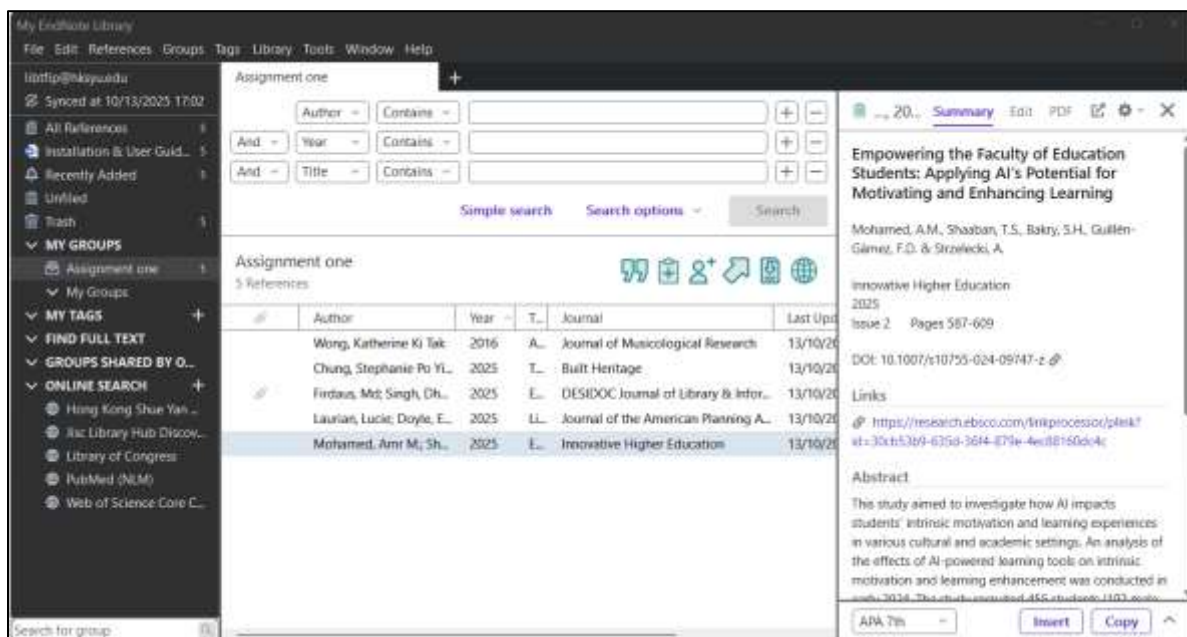 My EndNote Library
File Edit References Groups Tags Library Tools Window Help
Synced at 10/13/2025 17:02
All References
Installation & User Guid... 5
Recently Added
Unfiled
Trash
MY GROUPS
Assignment one
My Groups
MY TAGS +
FIND FULL TEXT
GROUPS SHARED BY O...
ONLINE SEARCH +
Hong Kong Shue Yan ...
Jisc Library Hub Discov...
Library of Congress
PubMed (NLM)
Web of Science Core C...
Search for group
Assignment one +
Author Contains + −
And Year Contains + −
And Title Contains + −
Simple search Search options Search
Assignment one
5 References
Author Year T... Journal Last Upd
Wong, Katherine Ki Tak 2016 A... Journal of Musicological Research 13/10/20
Chung, Stephanie Po Yi... 2025 T... Built Heritage 13/10/20
Firdaus, Md; Singh, Dh... 2025 E... DESIDOC Journal of Library & Infor... 13/10/20
Laurian, Lucie; Doyle, E... 2025 Li... Journal of the American Planning A... 13/10/20
Mohamed, Amr M.; Sh... 2025 E... Innovative Higher Education 13/10/20
..., 20... Summary Edit PDF
Empowering the Faculty of Education
Students: Applying AI's Potential for
Motivating and Enhancing Learning
Mohamed, A.M., Shaaban, T.S., Bakry, S.H., Guillén-
Gámez, F.D. & Strzelecki, A.
Innovative Higher Education
2025
Issue 2 Pages 587-609
DOI: 10.1007/s10755-024-09747-z
Links
https://research.ebsco.com/linkprocessor/plink?
Abstract
This study aimed to investigate how AI impacts
students' intrinsic motivation and learning experiences
in various cultural and academic settings. An analysis of
the effects of AI-powered learning tools on intrinsic
motivation and learning enhancement was conducted in
early 2024. The study recruited 456 students (192 male
APA 7th Insert Copy